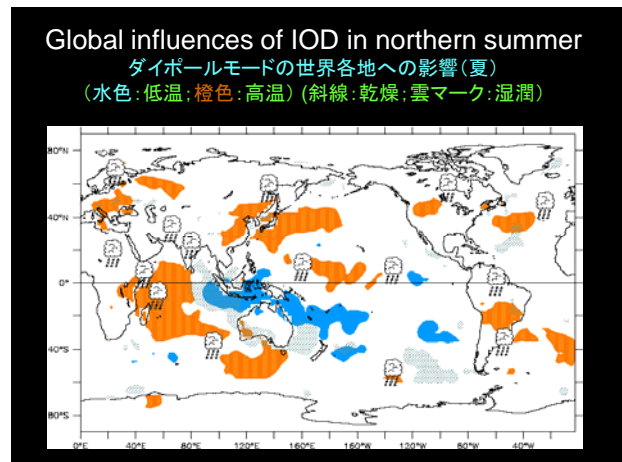 Global influences of IOD in northern summer
ダイポールモードの世界各地への影響（夏）
（水色：低温；橙色：高温）（斜線：乾燥；雲マーク：湿潤）
80°N
40°N
0°
40°S
80°S
0°E 40°E 80°E 120°E 160°E 160°W 120°W 80°W 40°W